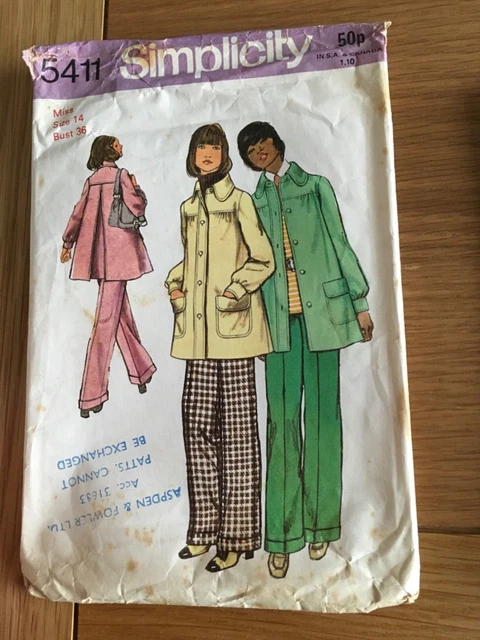 5411 Simplicity 50p
IN S.A. & CANADA
1.10
Miss
Size 14
Bust 36
ASPDEN & FOWLER LTD.
Acc. 31633
PATTS. CANNOT
BE EXCHANGED